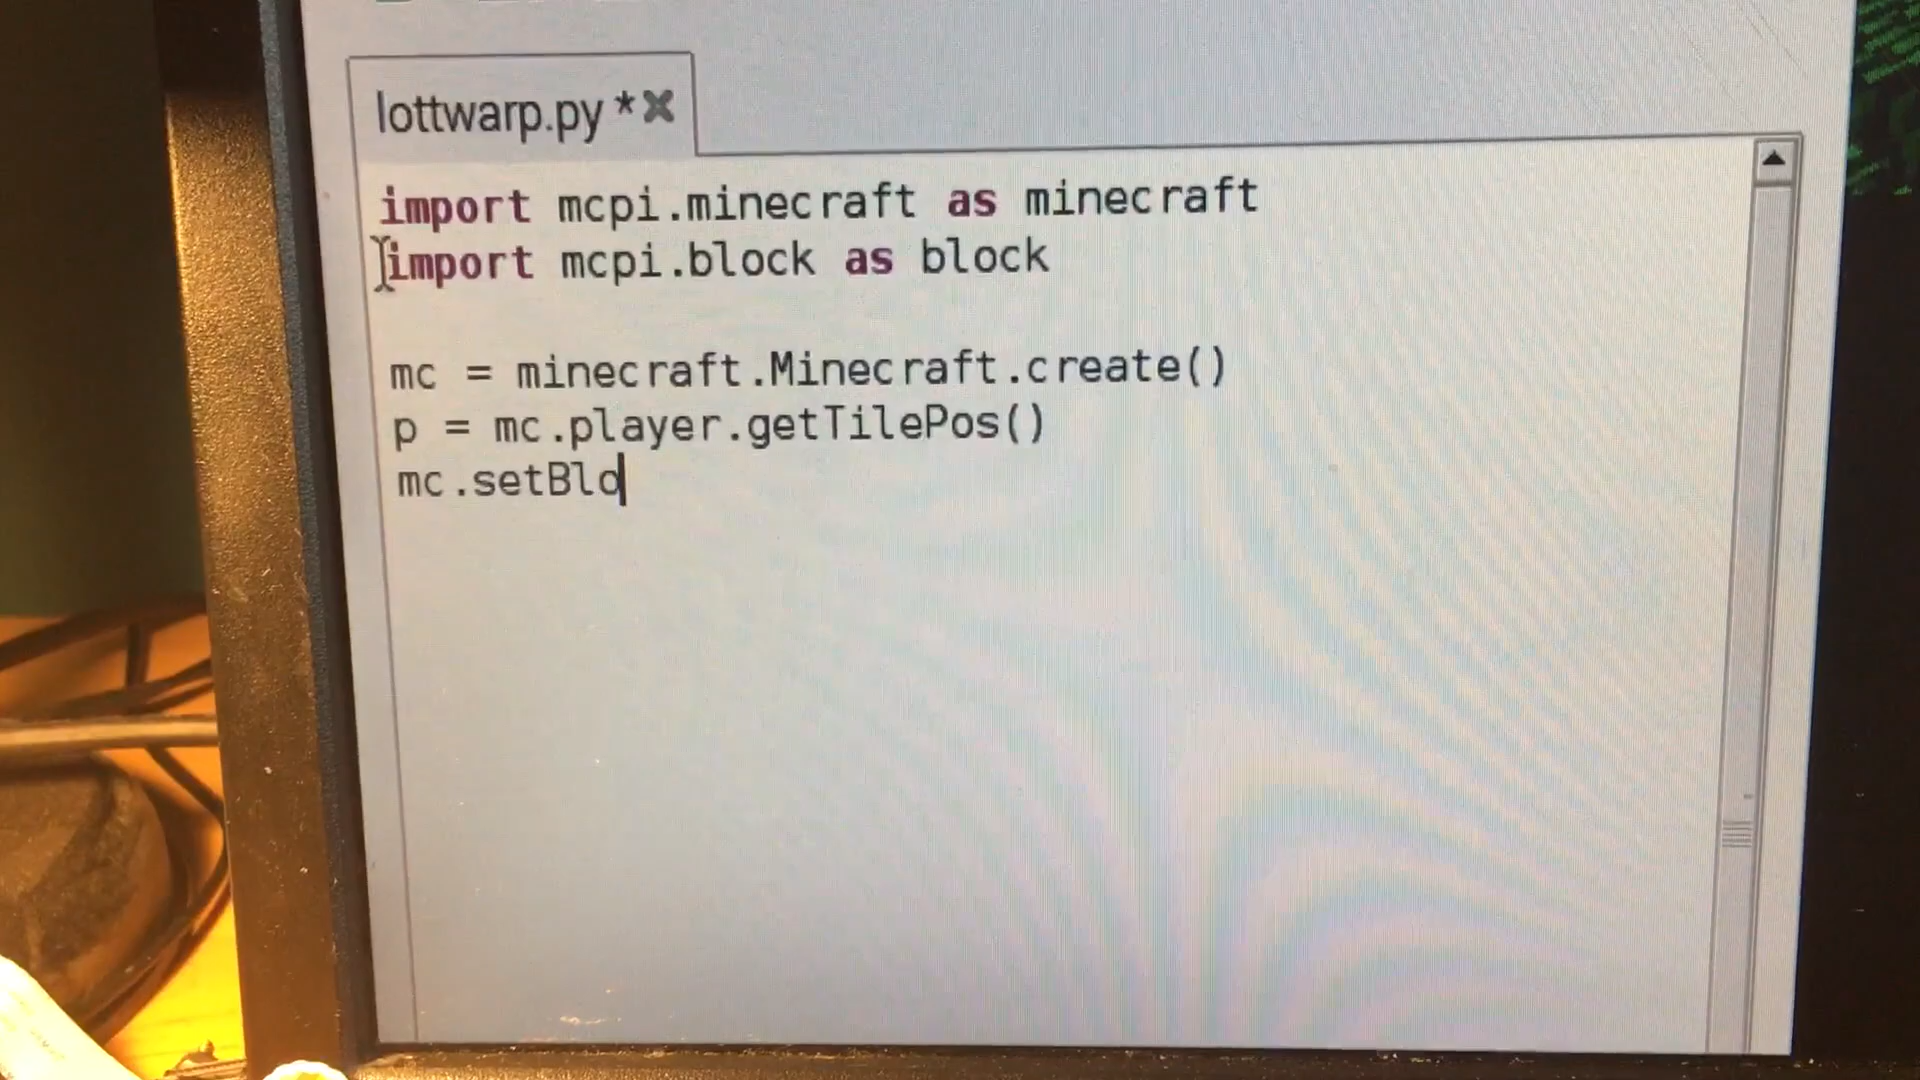 lottwarp.py *
import mcpi.minecraft as minecraft
import mcpi.block as block
mc = minecraft.Minecraft.create()
p = mc.player.getTilePos()
mc.setBlo